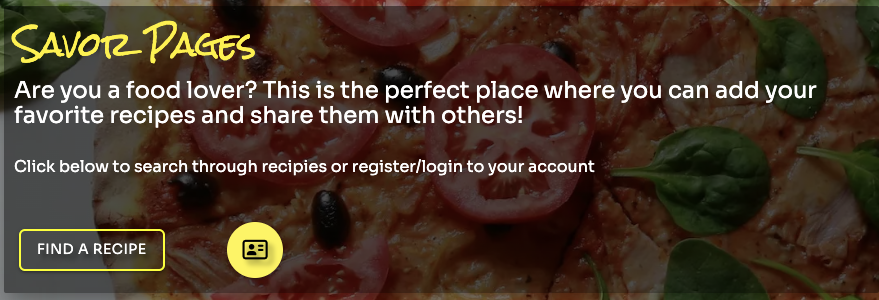 Savor Pages
Are you a food lover? This is the perfect place where you can add your
favorite recipes and share them with others!
Click below to search through recipies or register/login to your account
FIND A RECIPE